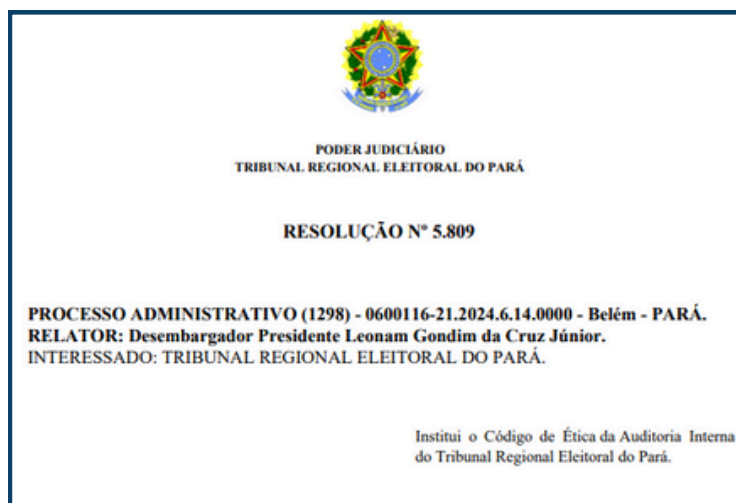 PODER JUDICIÁRIO
TRIBUNAL REGIONAL ELEITORAL DO PARÁ
RESOLUÇÃO Nº 5.809
PROCESSO ADMINISTRATIVO (1298) - 0600116-21.2024.6.14.0000 - Belém - PARÁ.
RELATOR: Desembargador Presidente Leonam Gondim da Cruz Júnior.
INTERESSADO: TRIBUNAL REGIONAL ELEITORAL DO PARÁ.
Institui o Código de Ética da Auditoria Interna
do Tribunal Regional Eleitoral do Pará.